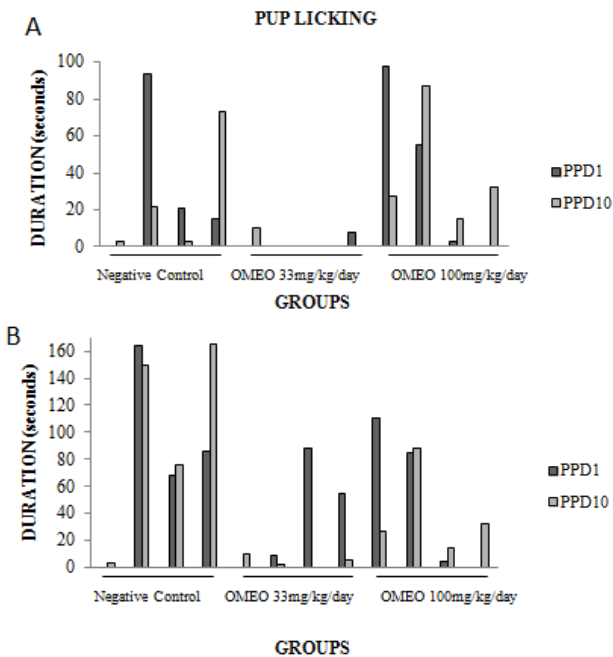 A
PUP LICKING
DURATION(seconds)
100
80
60
40
20
0
PPD1
PPD10
Negative Control
OMEO 33mg/kg/day
OMEO 100mg/kg/day
GROUPS
B
DURATION(seconds)
160
140
120
100
80
60
40
20
0
PPD1
PPD10
Negative Control
OMEO 33mg/kg/day
OMEO 100mg/kg/day
GROUPS